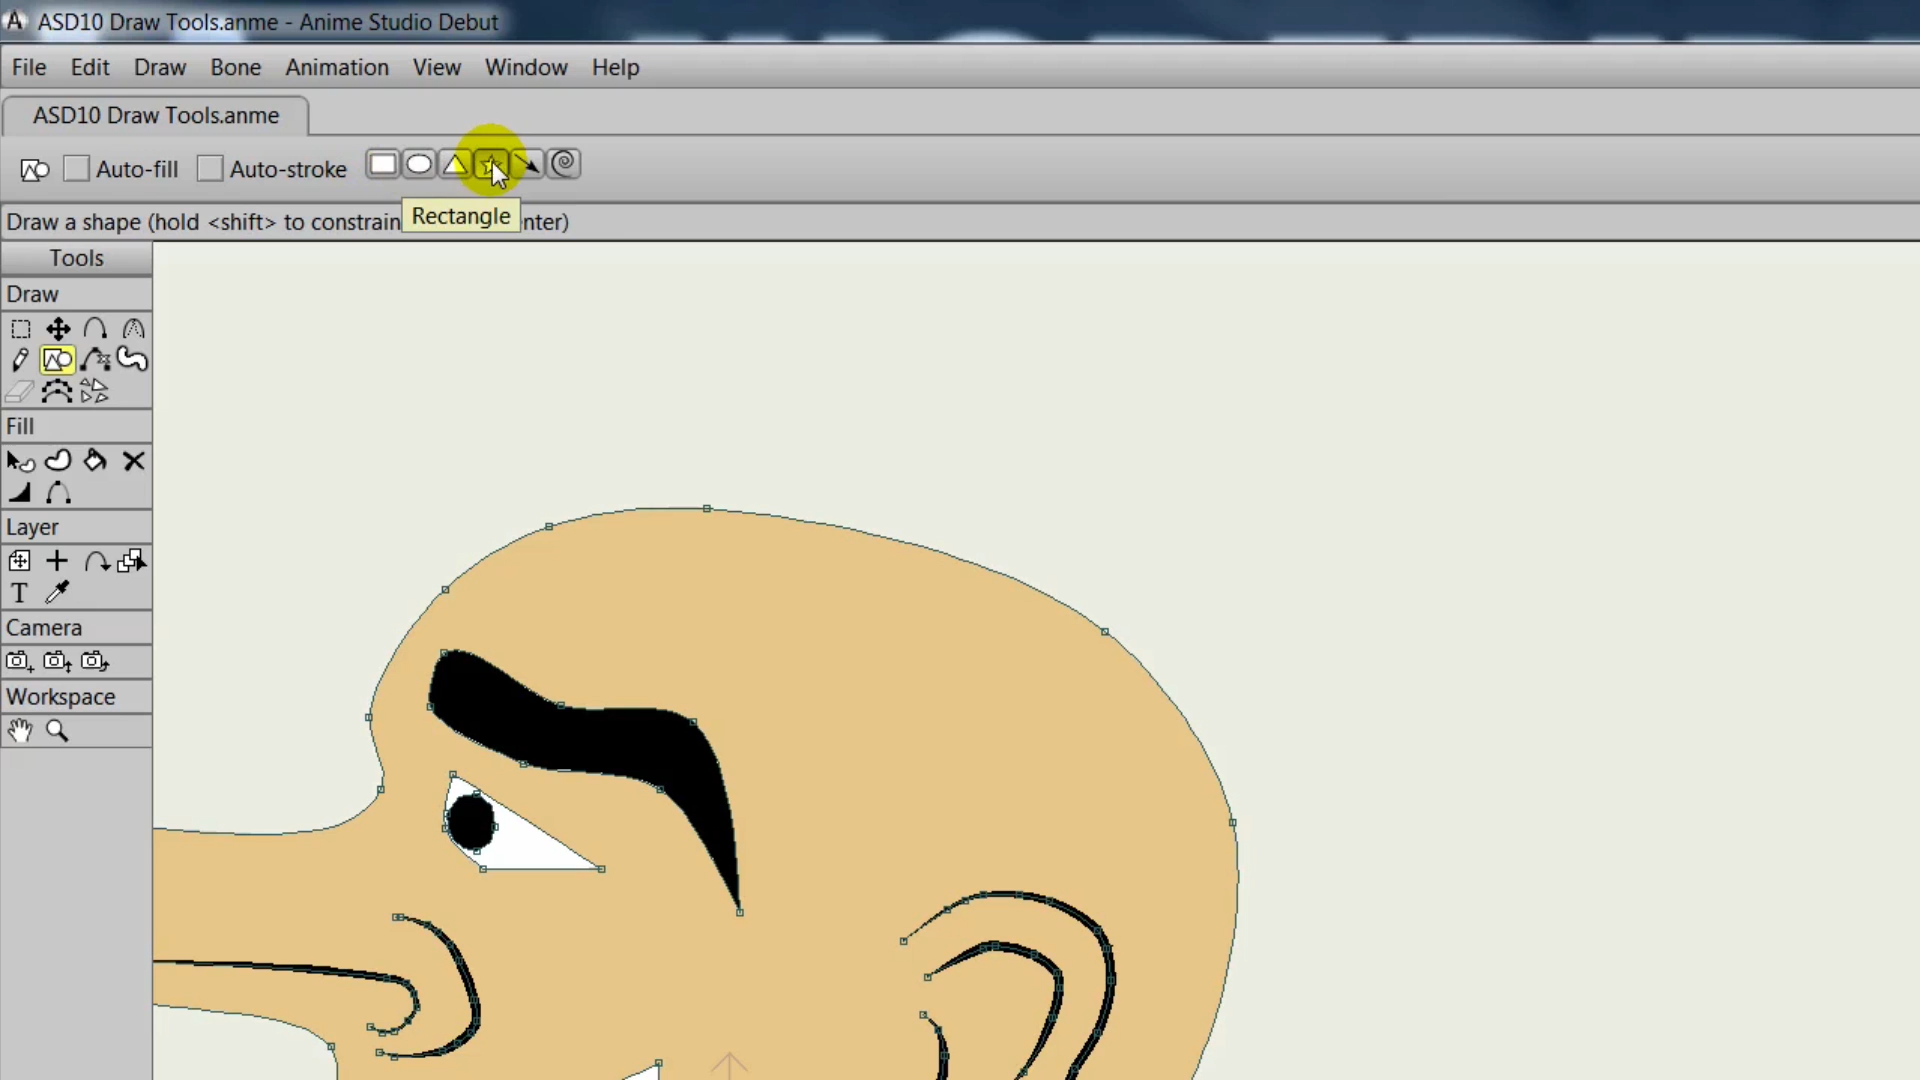 ASD10 Draw Tools.anme - Anime Studio Debut
File Edit Draw Bone Animation View Window Help
ASD10 Draw Tools.anme
Auto-fill Auto-stroke
Rectangle
Draw a shape (hold <shift> to constrain nter)
Tools
Draw
Fill
Layer
T
Camera
Workspace